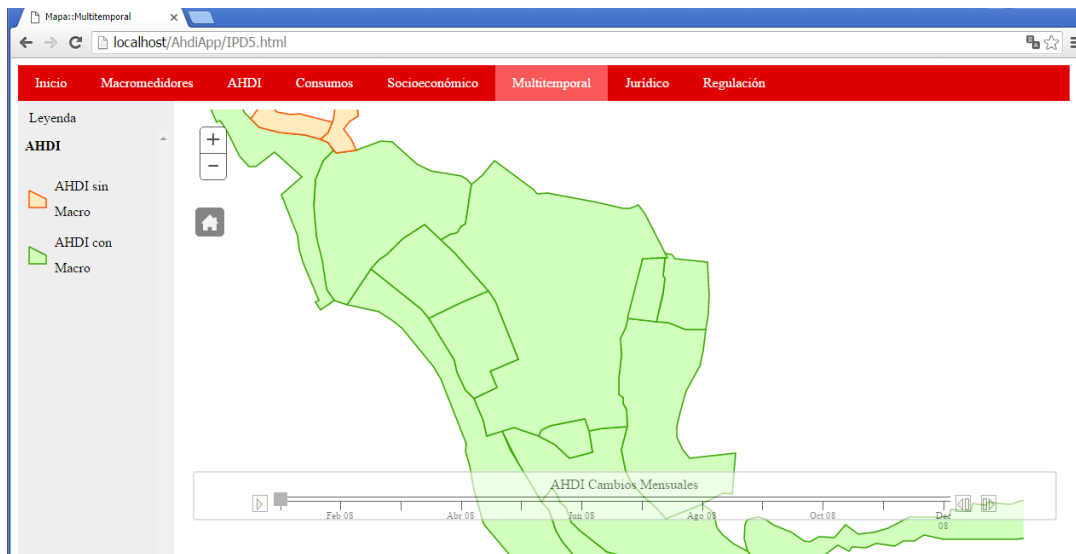 Mapa::Multitemporal
localhost/AhdiApp/IPD5.html
Inicio Macromedidores AHDI Consumos Socioeconómico Multitemporal Jurídico Regulación
Leyenda
AHDI
AHDI sin
Macro
AHDI con
Macro
+
−
AHDI Cambios Mensuales
Feb 08 Abr 08 Jun 08 Ago 08 Oct 08 Dec
08